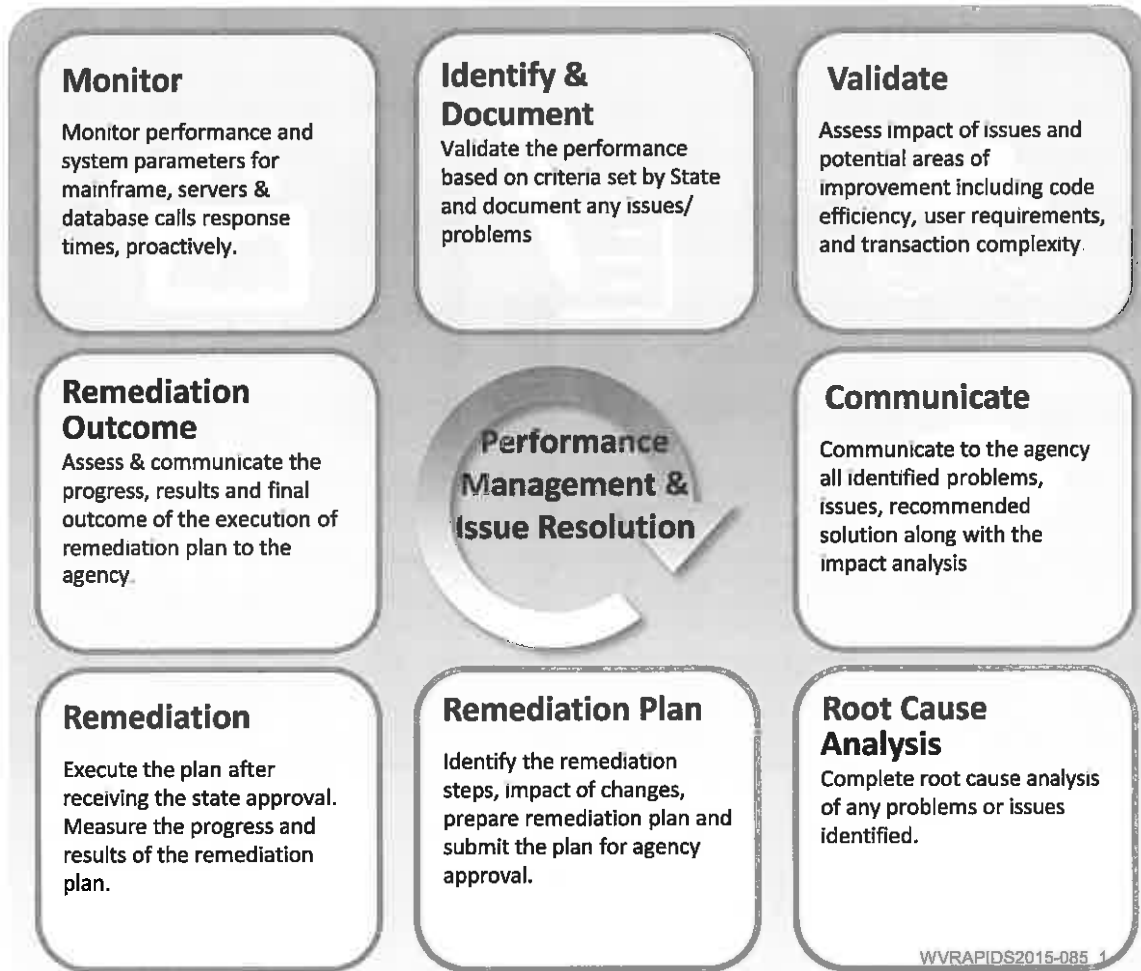 Monitor
Monitor performance and
system parameters for
mainframe, servers &
database calls response
times, proactively.
Identify &
Document
Validate the performance
based on criteria set by State
and document any issues/
problems
Validate
Assess impact of issues and
potential areas of
improvement including code
efficiency, user requirements,
and transaction complexity.
Remediation
Outcome
Assess & communicate the
progress, results and final
outcome of the execution of
remediation plan to the
agency.
Performance
Management &
Issue Resolution
Communicate
Communicate to the agency
all identified problems,
issues, recommended
solution along with the
impact analysis
Remediation
Execute the plan after
receiving the state approval.
Measure the progress and
results of the remediation
plan.
Remediation Plan
Identify the remediation
steps, impact of changes,
prepare remediation plan and
submit the plan for agency
approval.
Root Cause
Analysis
Complete root cause analysis
of any problems or issues
identified.
WVRAPIDS2015-085_1